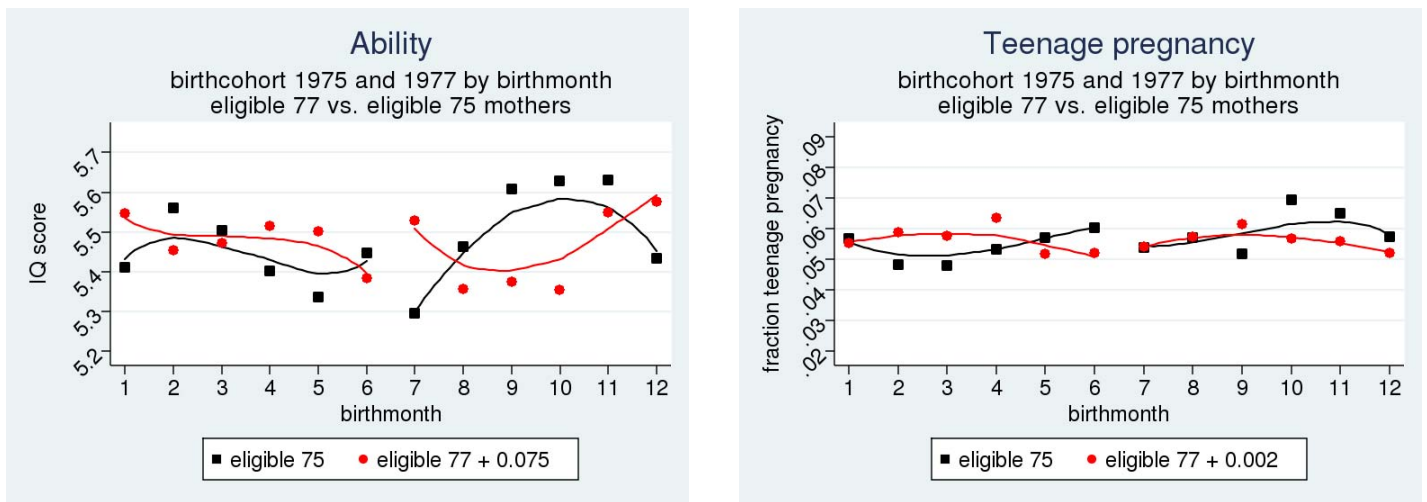 Ability
birthcohort 1975 and 1977 by birthmonth
eligible 77 vs. eligible 75 mothers
IQ score
5.7
5.6
5.5
5.4
5.3
5.2
1 2 3 4 5 6 7 8 9 10 11 12
birthmonth
eligible 75 eligible 77 + 0.075
Teenage pregnancy
birthcohort 1975 and 1977 by birthmonth
eligible 77 vs. eligible 75 mothers
fraction teenage pregnancy
.09
.08
.07
.06
.05
.04
.03
.02
1 2 3 4 5 6 7 8 9 10 11 12
birthmonth
eligible 75 eligible 77 + 0.002